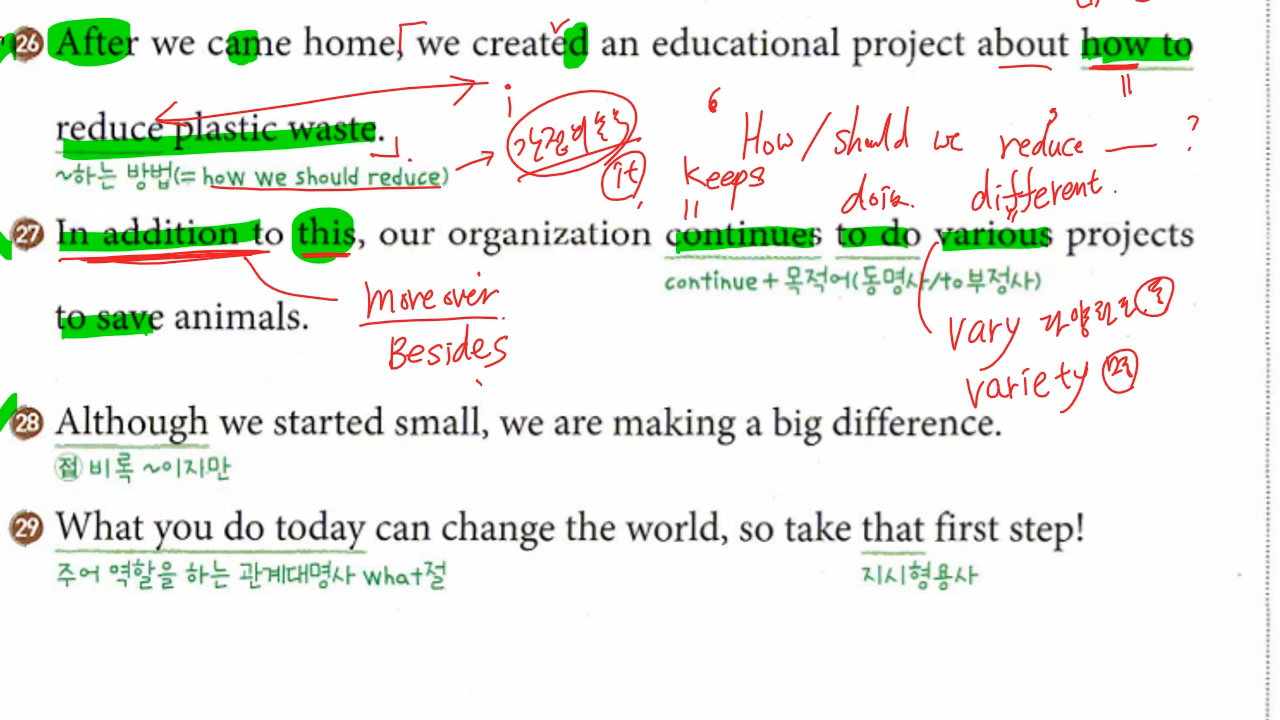 26 After we came home, we created an educational project about how to
reduce plastic waste.
~하는 방법(= how we should reduce)
간접의문문
it
How / should we reduce ?
keeps
doing
different.
27 In addition to this, our organization continues to do various projects
continue + 목적어(동명사/to부정사)
to save animals.
Moreover
Besides
vary
variety 명
28 Although we started small, we are making a big difference.
접 비록 ~이지만
29 What you do today can change the world, so take that first step!
주어 역할을 하는 관계대명사 what절
지시형용사